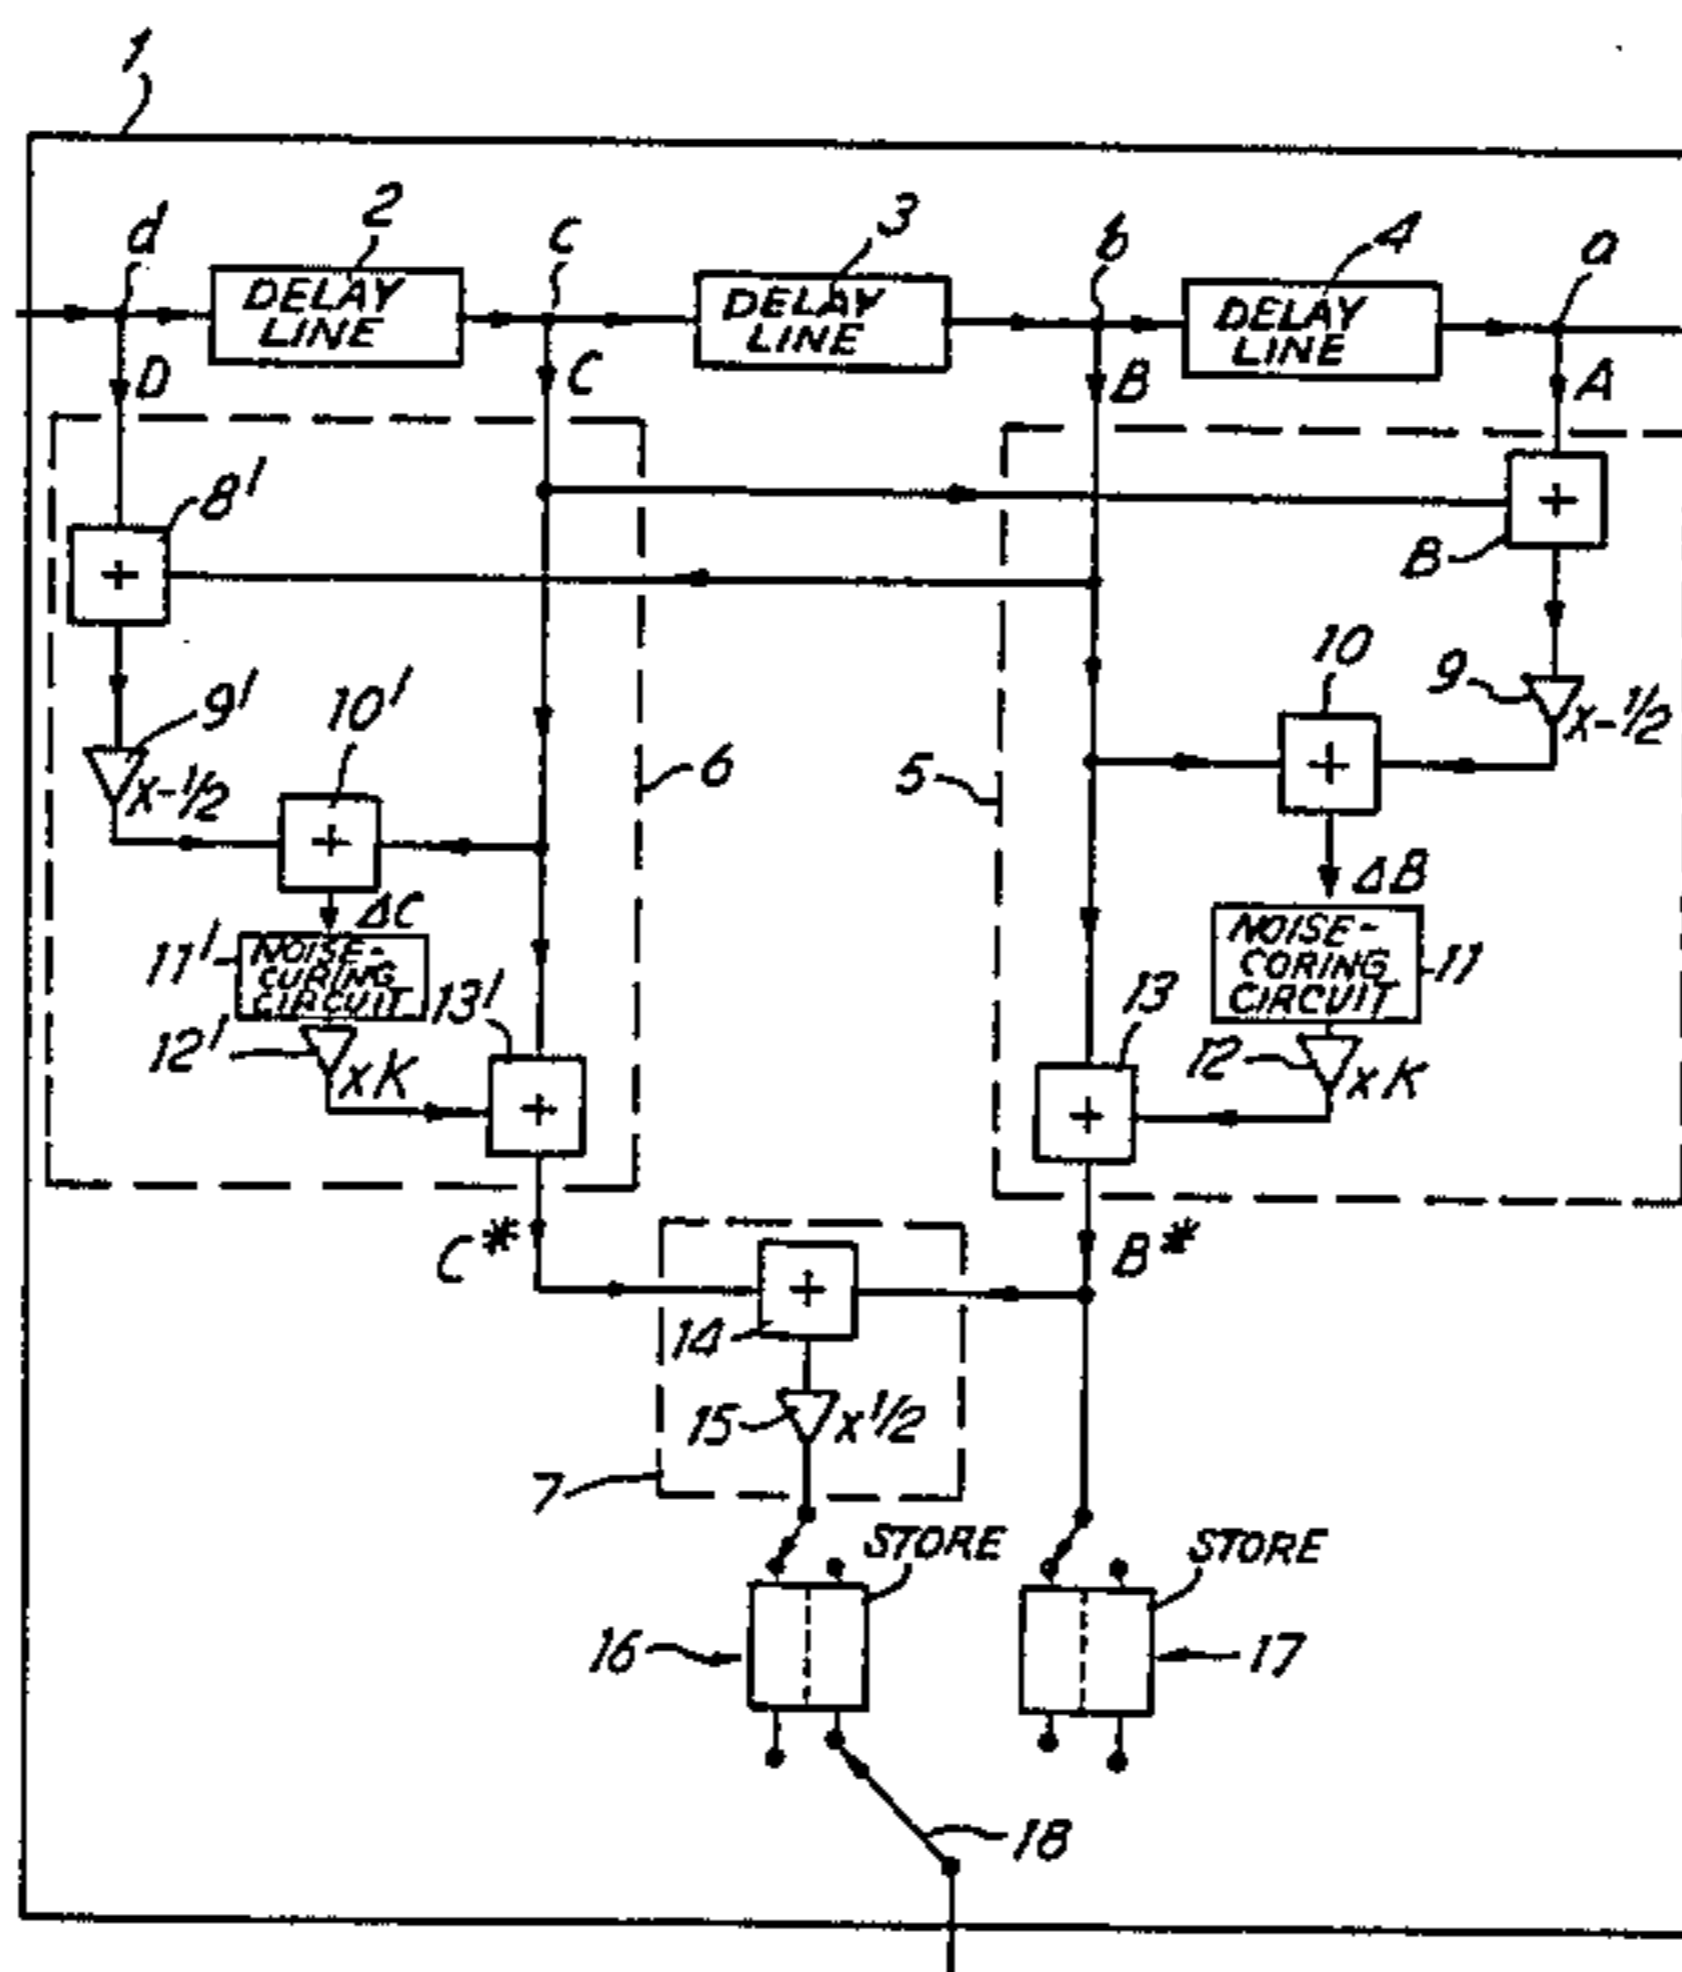 1
d
2
c
3
b
4
a
DELAY
LINE
DELAY
LINE
DELAY
LINE
D
C
B
A
8'
+
+
B
9'
10'
10
9
x-1/2
6
5
+
x-1/2
+
ΔC
ΔB
11'
NOISE-
CURING
CIRCUIT
13'
NOISE-
CORING
CIRCUIT
11
12'
xK
13
12
xK
+
+
C*
B*
+
14
15
x1/2
7
STORE
STORE
16
17
18